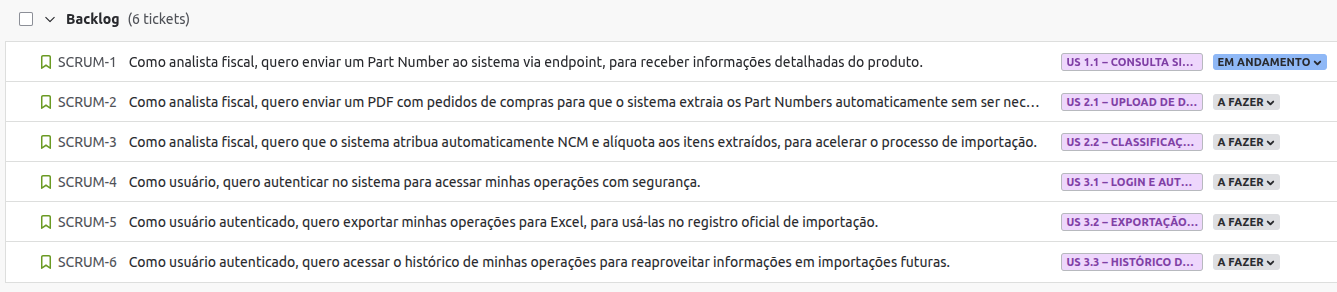 Backlog (6 tickets)
SCRUM-1 Como analista fiscal, quero enviar um Part Number ao sistema via endpoint, para receber informações detalhadas do produto. US 1.1 – CONSULTA SI... EM ANDAMENTO
SCRUM-2 Como analista fiscal, quero enviar um PDF com pedidos de compras para que o sistema extraia os Part Numbers automaticamente sem ser nec... US 2.1 – UPLOAD DE D... A FAZER
SCRUM-3 Como analista fiscal, quero que o sistema atribua automaticamente NCM e alíquota aos itens extraídos, para acelerar o processo de importação. US 2.2 – CLASSIFICAÇ... A FAZER
SCRUM-4 Como usuário, quero autenticar no sistema para acessar minhas operações com segurança. US 3.1 – LOGIN E AUT... A FAZER
SCRUM-5 Como usuário autenticado, quero exportar minhas operações para Excel, para usá-las no registro oficial de importação. US 3.2 – EXPORTAÇÃO... A FAZER
SCRUM-6 Como usuário autenticado, quero acessar o histórico de minhas operações para reaproveitar informações em importações futuras. US 3.3 – HISTÓRICO D... A FAZER